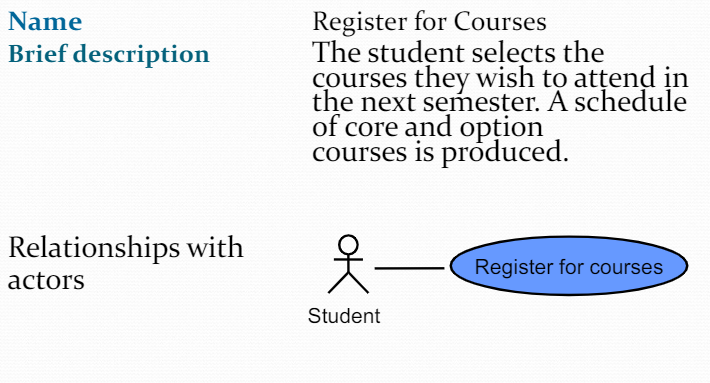 Name
Register for Courses
Brief description
The student selects the
courses they wish to attend in
the next semester. A schedule
of core and option
courses is produced.
Relationships with
actors
Register for courses
Student